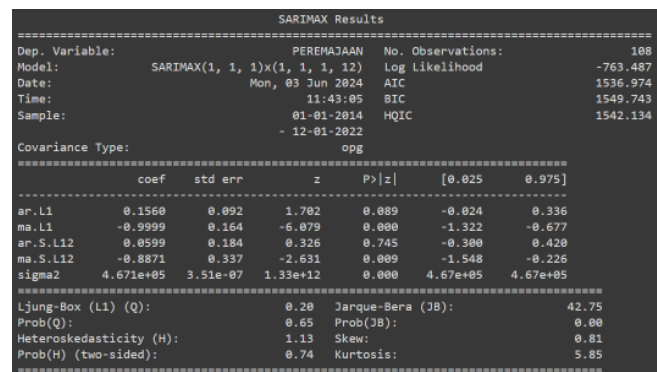 SARIMAX Results
==============================================================================
Dep. Variable: PEREMAJAAN No. Observations: 108
Model: SARIMAX(1, 1, 1)x(1, 1, 1, 12) Log Likelihood -763.487
Date: Mon, 03 Jun 2024 AIC 1536.974
Time: 11:43:05 BIC 1549.743
Sample: 01-01-2014 HQIC 1542.134
- 12-01-2022
Covariance Type: opg
==============================================================================
coef std err z P>|z| [0.025 0.975]
------------------------------------------------------------------------------
ar.L1 0.1560 0.092 1.702 0.089 -0.024 0.336
ma.L1 -0.9999 0.164 -6.079 0.000 -1.322 -0.677
ar.S.L12 0.0599 0.184 0.326 0.745 -0.300 0.420
ma.S.L12 -0.8871 0.337 -2.631 0.009 -1.548 -0.226
sigma2 4.671e+05 3.51e-07 1.33e+12 0.000 4.67e+05 4.67e+05
==============================================================================
Ljung-Box (L1) (Q): 0.20 Jarque-Bera (JB): 42.75
Prob(Q): 0.65 Prob(JB): 0.00
Heteroskedasticity (H): 1.13 Skew: 0.81
Prob(H) (two-sided): 0.74 Kurtosis: 5.85
==============================================================================